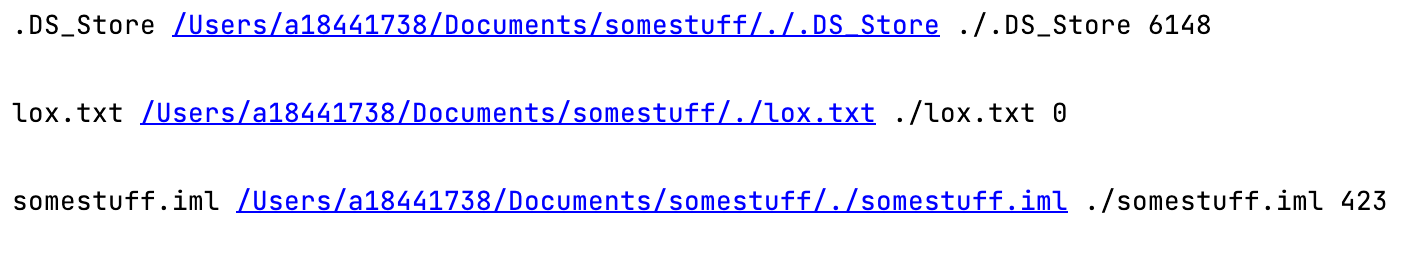 .DS_Store /Users/a18441738/Documents/somestuff/./.DS_Store ./.DS_Store 6148
lox.txt /Users/a18441738/Documents/somestuff/./lox.txt ./lox.txt 0
somestuff.iml /Users/a18441738/Documents/somestuff/./somestuff.iml ./somestuff.iml 423